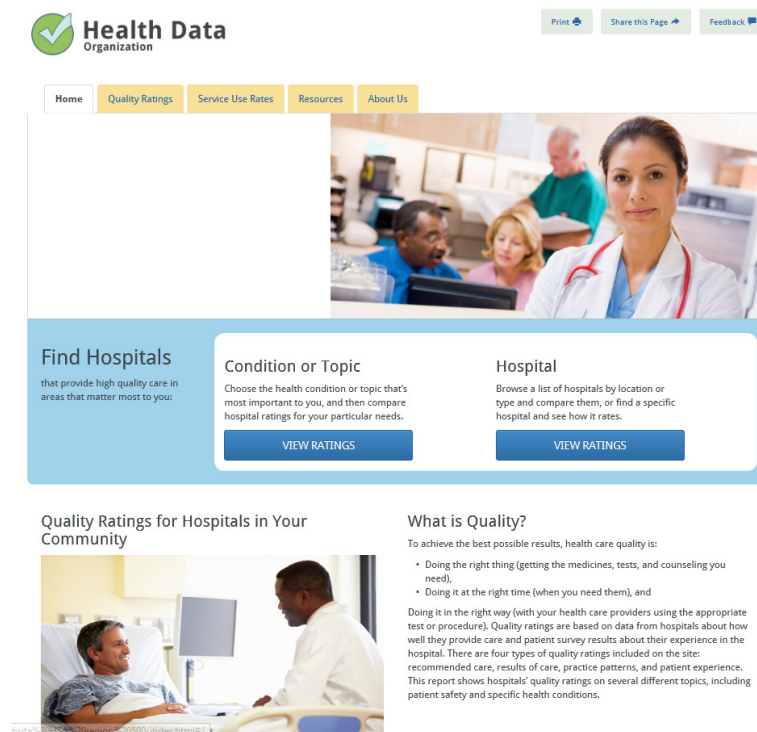 Health Data
Organization
Print
Share this Page
Feedback
Home
Quality Ratings
Service Use Rates
Resources
About Us
Find Hospitals
that provide high quality care in
areas that matter most to you:
Condition or Topic
Choose the health condition or topic that's
most important to you, and then compare
hospital ratings for your particular needs.
VIEW RATINGS
Hospital
Browse a list of hospitals by location or
type and compare them, or find a specific
hospital and see how it rates.
VIEW RATINGS
Quality Ratings for Hospitals in Your
Community
What is Quality?
To achieve the best possible results, health care quality is:
• Doing the right thing (getting the medicines, tests, and counseling you
need),
• Doing it at the right time (when you need them), and
Doing it in the right way (with your health care providers using the appropriate
test or procedure). Quality ratings are based on data from hospitals about how
well they provide care and patient survey results about their experience in the
hospital. There are four types of quality ratings included on the site:
recommended care, results of care, practice patterns, and patient experience.
This report shows hospitals' quality ratings on several different topics, including
patient safety and specific health conditions.